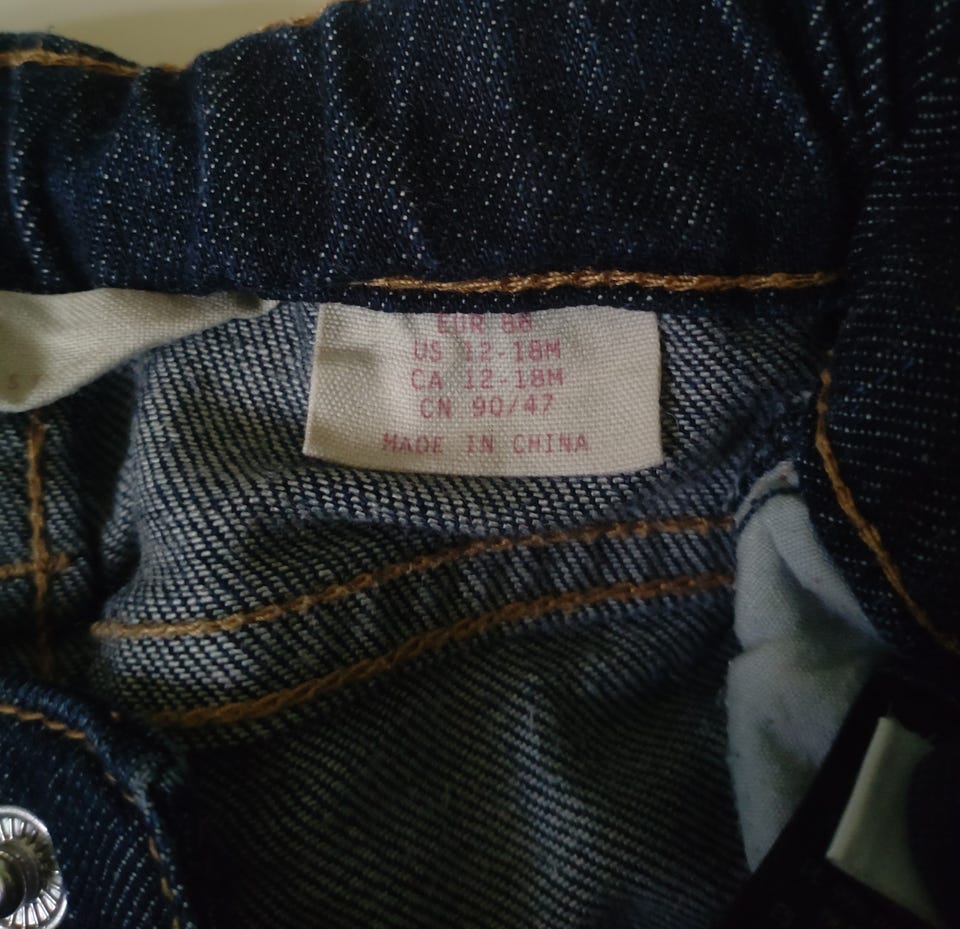 EUR 86
US 12-18M
CA 12-18M
CN 90/47
MADE IN CHINA